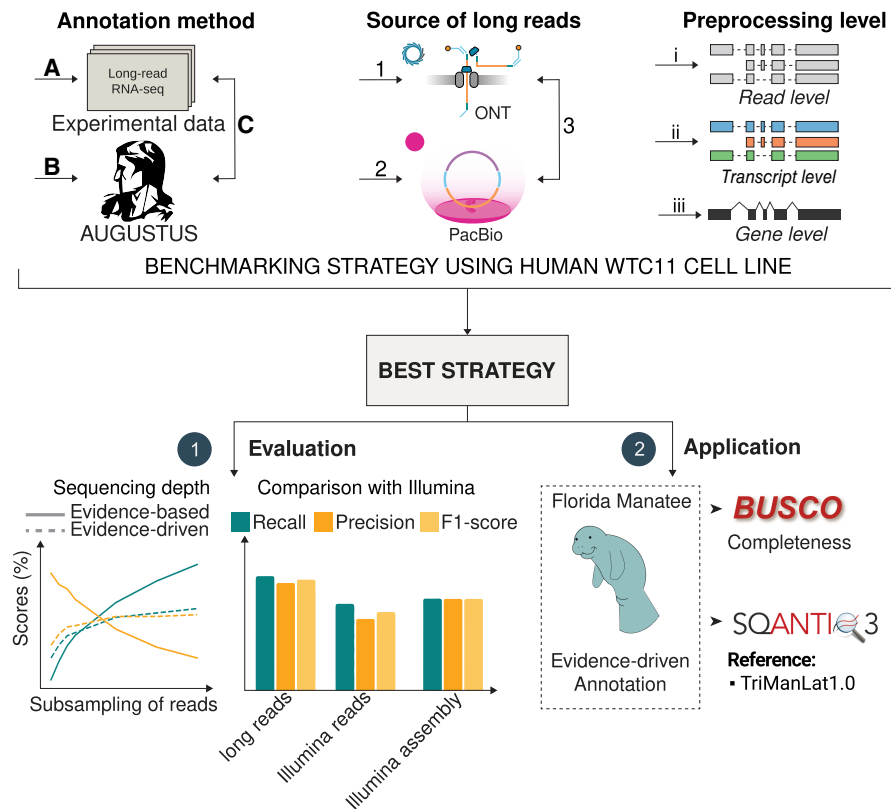 Annotation method
Source of long reads
Preprocessing level
A
Long-read
RNA-seq
Experimental data
B
C
AUGUSTUS
1
ONT
2
3
PacBio
i
Read level
ii
Transcript level
iii
Gene level
BENCHMARKING STRATEGY USING HUMAN WTC11 CELL LINE
BEST STRATEGY
1
Evaluation
2
Application
Sequencing depth
Evidence-based
Evidence-driven
Scores (%)
Subsampling of reads
Comparison with Illumina
Recall
Precision
F1-score
long reads
Illumina reads
Illumina assembly
Florida Manatee
Evidence-driven
Annotation
BUSCO
Completeness
SQANTI 3
Reference:
▪ TriManLat1.0